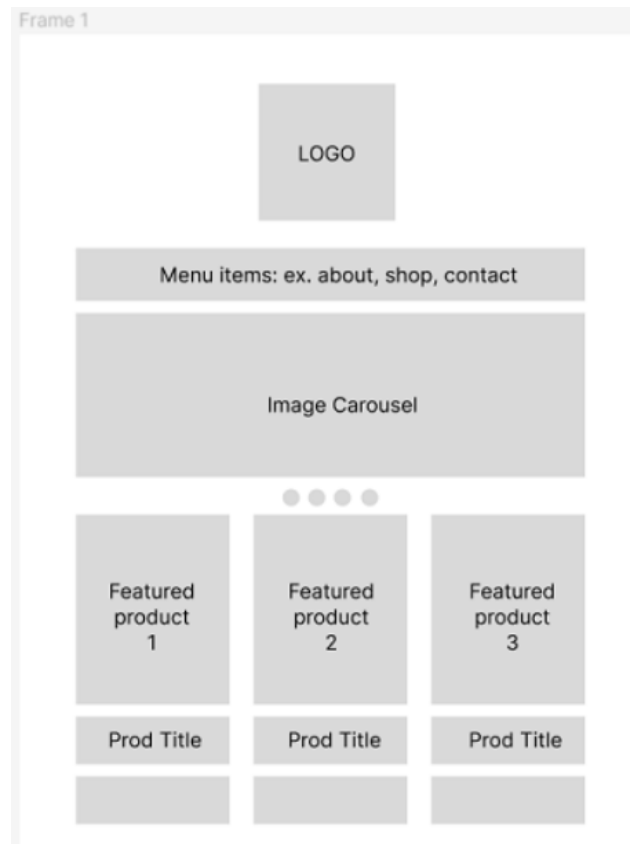 Frame 1
LOGO
Menu items: ex. about, shop, contact
Image Carousel
Featured
product
1
Featured
product
2
Featured
product
3
Prod Title
Prod Title
Prod Title